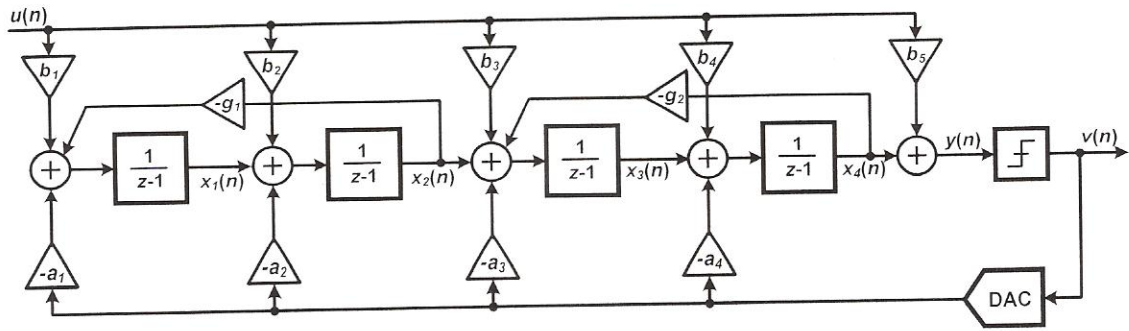 u(n)
b1 b2 b3 b4 b5
-g1 -g2
+ 1/z-1 x1(n) + 1/z-1 x2(n) + 1/z-1 x3(n) + 1/z-1 x4(n) + y(n) v(n)
-a1 -a2 -a3 -a4
DAC